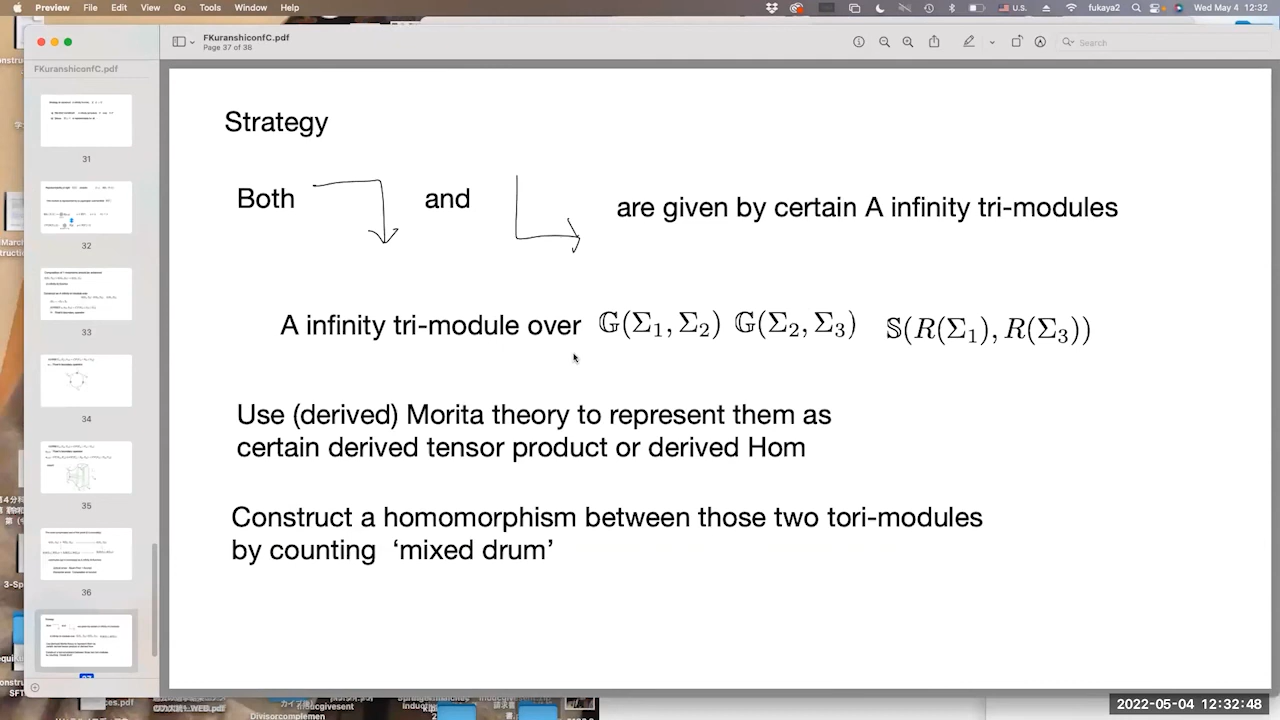 File Edit View Go Tools Window Help
faaay2
Wed May 4 12:32
FKuranshiconfC.pdf
Page 37 of 38
Search
FKuranshiconfC.pdf
31
32
33
34
35
36
37
Strategy
Both and are given by certain A infinity tri-modules
A infinity tri-module over 𝔾(Σ₁, Σ₂) 𝔾(Σ₂, Σ₃) 𝕊(R(Σ₁), R(Σ₃))
Use (derived) Morita theory to represent them as
certain derived tensor product or derived Hom
Construct a homomorphism between those two tori-modules
by counting ‘mixed drum’
Divisorcomplemen
2022-05-04 12:32:48